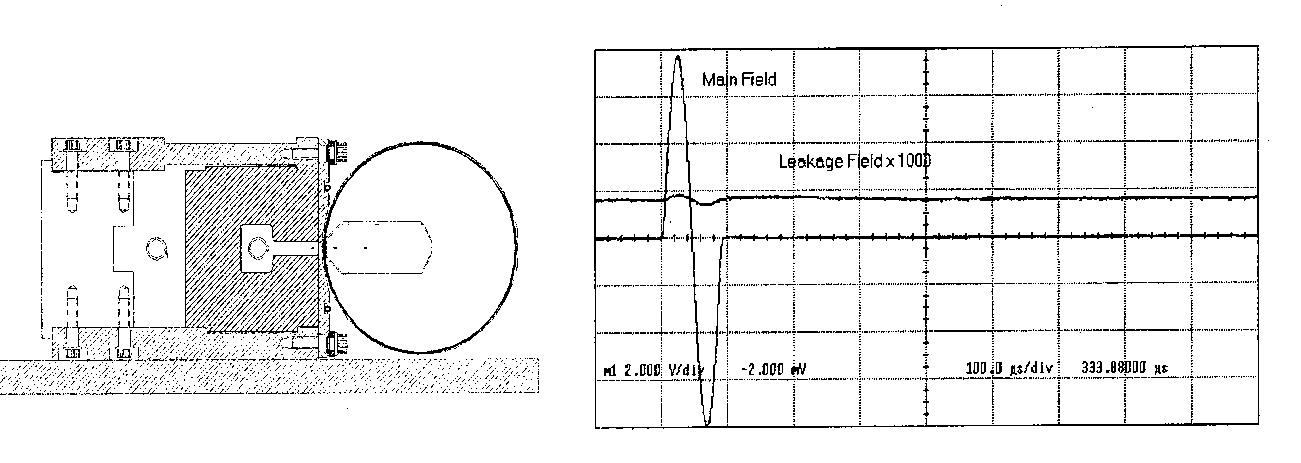 Main Field
Leakage Field x 1000
m1 2.000 V/div -2.000 mV 100.0 µs/div 333.88000 µs